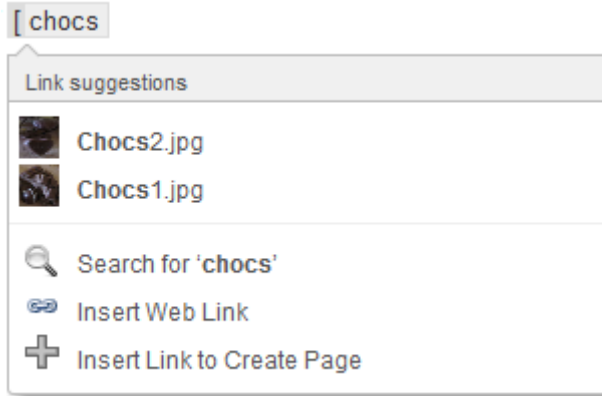 [ chocs
Link suggestions
Chocs2.jpg
Chocs1.jpg
Search for ‘chocs’
Insert Web Link
Insert Link to Create Page